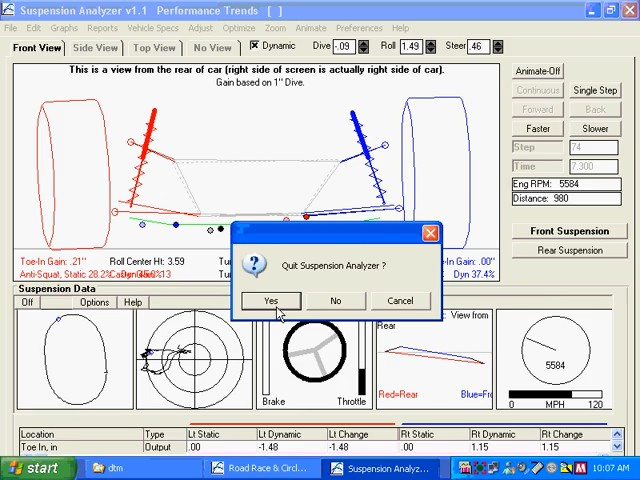 Suspension Analyzer v1.1 Performance Trends [ ]
File Edit Graphs Reports Vehicle Specs Adjust Optimize Zoom Animate Preferences Help
Front View Side View Top View No View Dynamic Dive -.09 Roll 1.49 Steer .46
This is a view from the rear of car (right side of screen is actually right side of car).
Gain based on 1" Dive.
Animate-Off
Continuous Single Step
Forward Back
Faster Slower
Step 74
Time 7.300
Eng RPM: 5584
Distance: 980
Front Suspension
Rear Suspension
Quit Suspension Analyzer ?
Yes No Cancel
Toe-In Gain: .21" Roll Center Ht: 3.59 .00"
Anti-Squat, Static 28.2% Dyn 37.4%
Suspension Data
Off Options Help
Brake Throttle
View from
Rear
Red=Rear
5584
0 MPH 120
Location Type Lt Static Lt Dynamic Lt Change Rt Static Rt Dynamic Rt Change
Toe In, in Output .00 -1.48 -1.48 .00 1.15 1.15
start dtm Road Race & Circl... Suspension Analyz... 10:07 AM